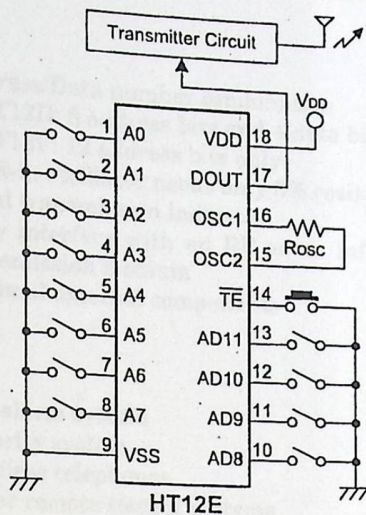 Transmitter Circuit
VDD
1 A0 VDD 18
2 A1 DOUT 17
3 A2 OSC1 16
Rosc
4 A3 OSC2 15
5 A4 TE 14
6 A5 AD11 13
7 A6 AD10 12
8 A7 AD9 11
9 VSS AD8 10
HT12E